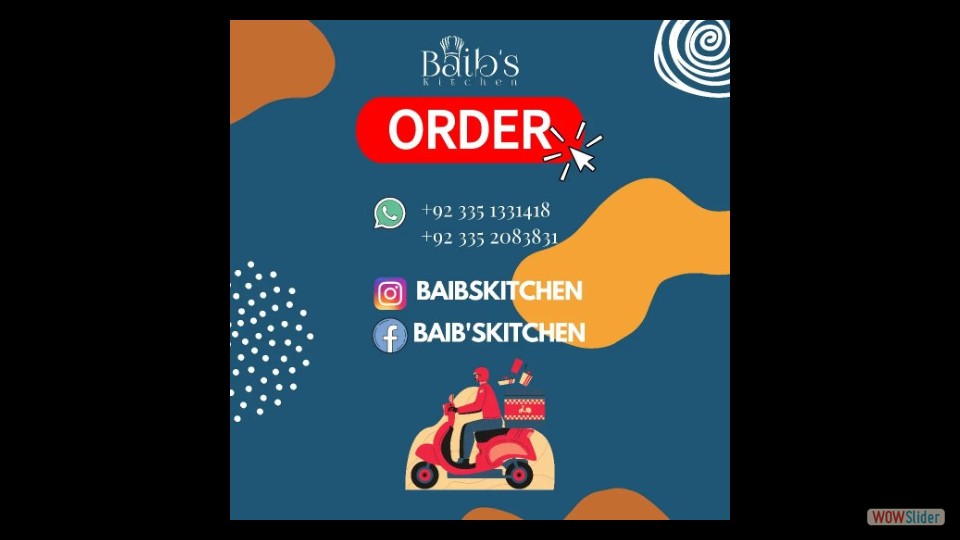 Baib's
Kitchen
ORDER
+92 335 1331418
+92 335 2083831
BAIBSKITCHEN
BAIB'SKITCHEN
WOWSlider